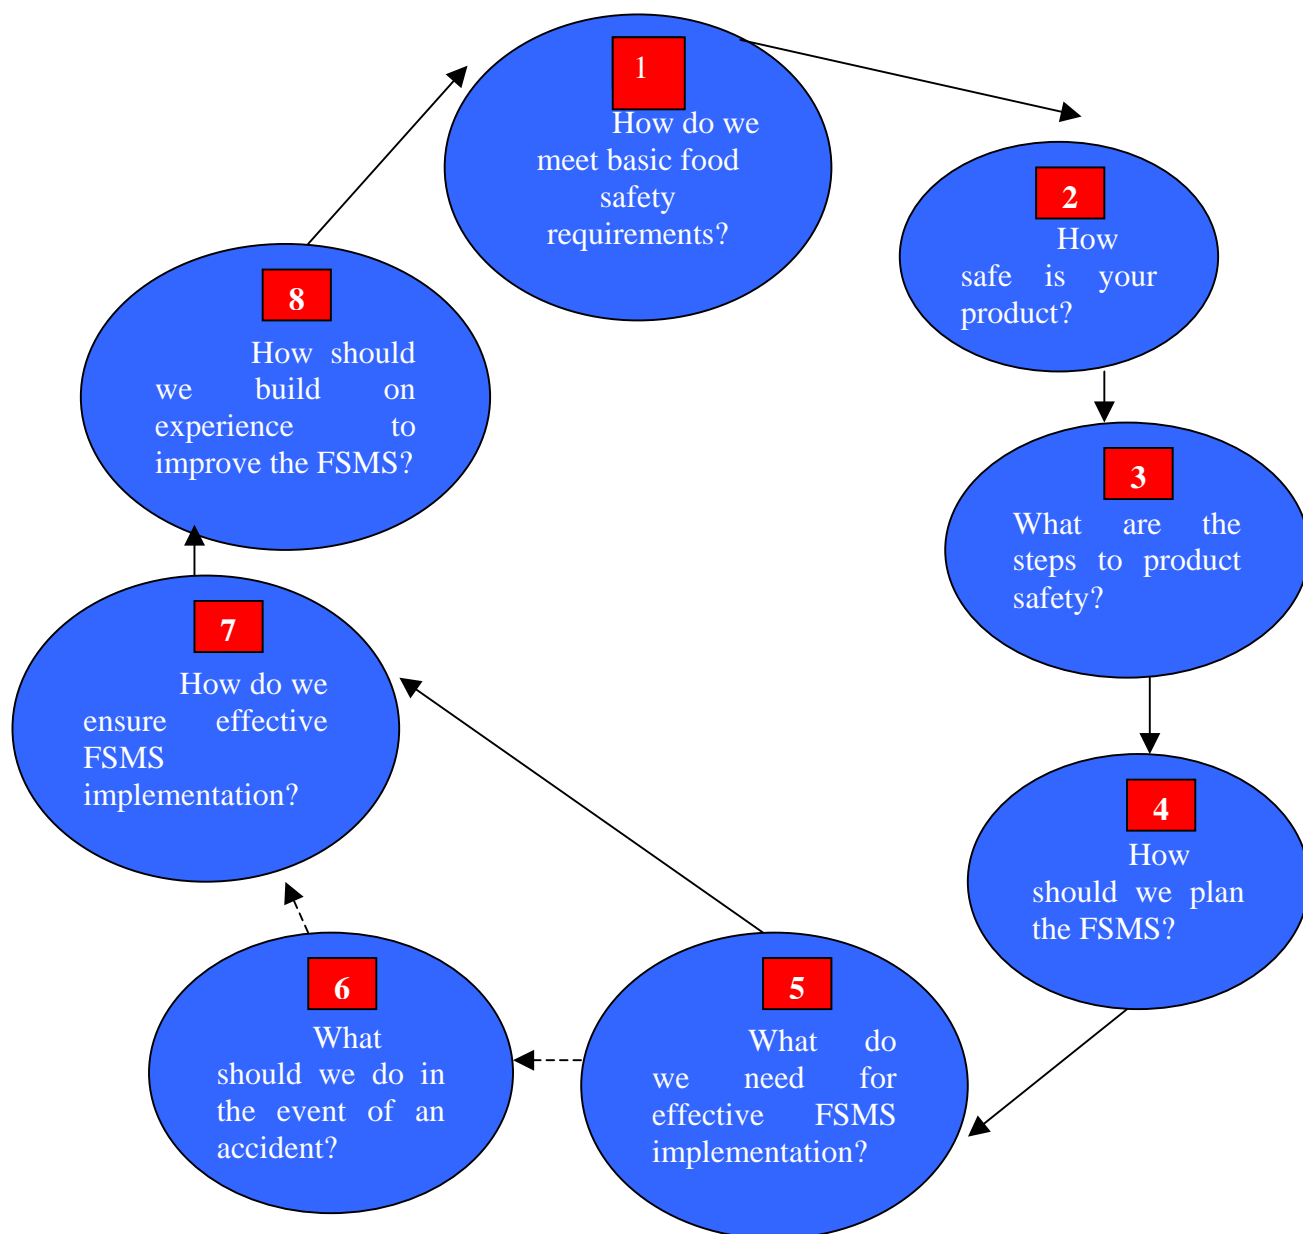 1
How do we
meet basic food
safety
requirements?
2
How
safe is your
product?
3
What are the
steps to product
safety?
4
How
should we plan
the FSMS?
5
What do
we need for
effective FSMS
implementation?
6
What
should we do in
the event of an
accident?
7
How do we
ensure effective
FSMS
implementation?
8
How should
we build on
experience to
improve the FSMS?